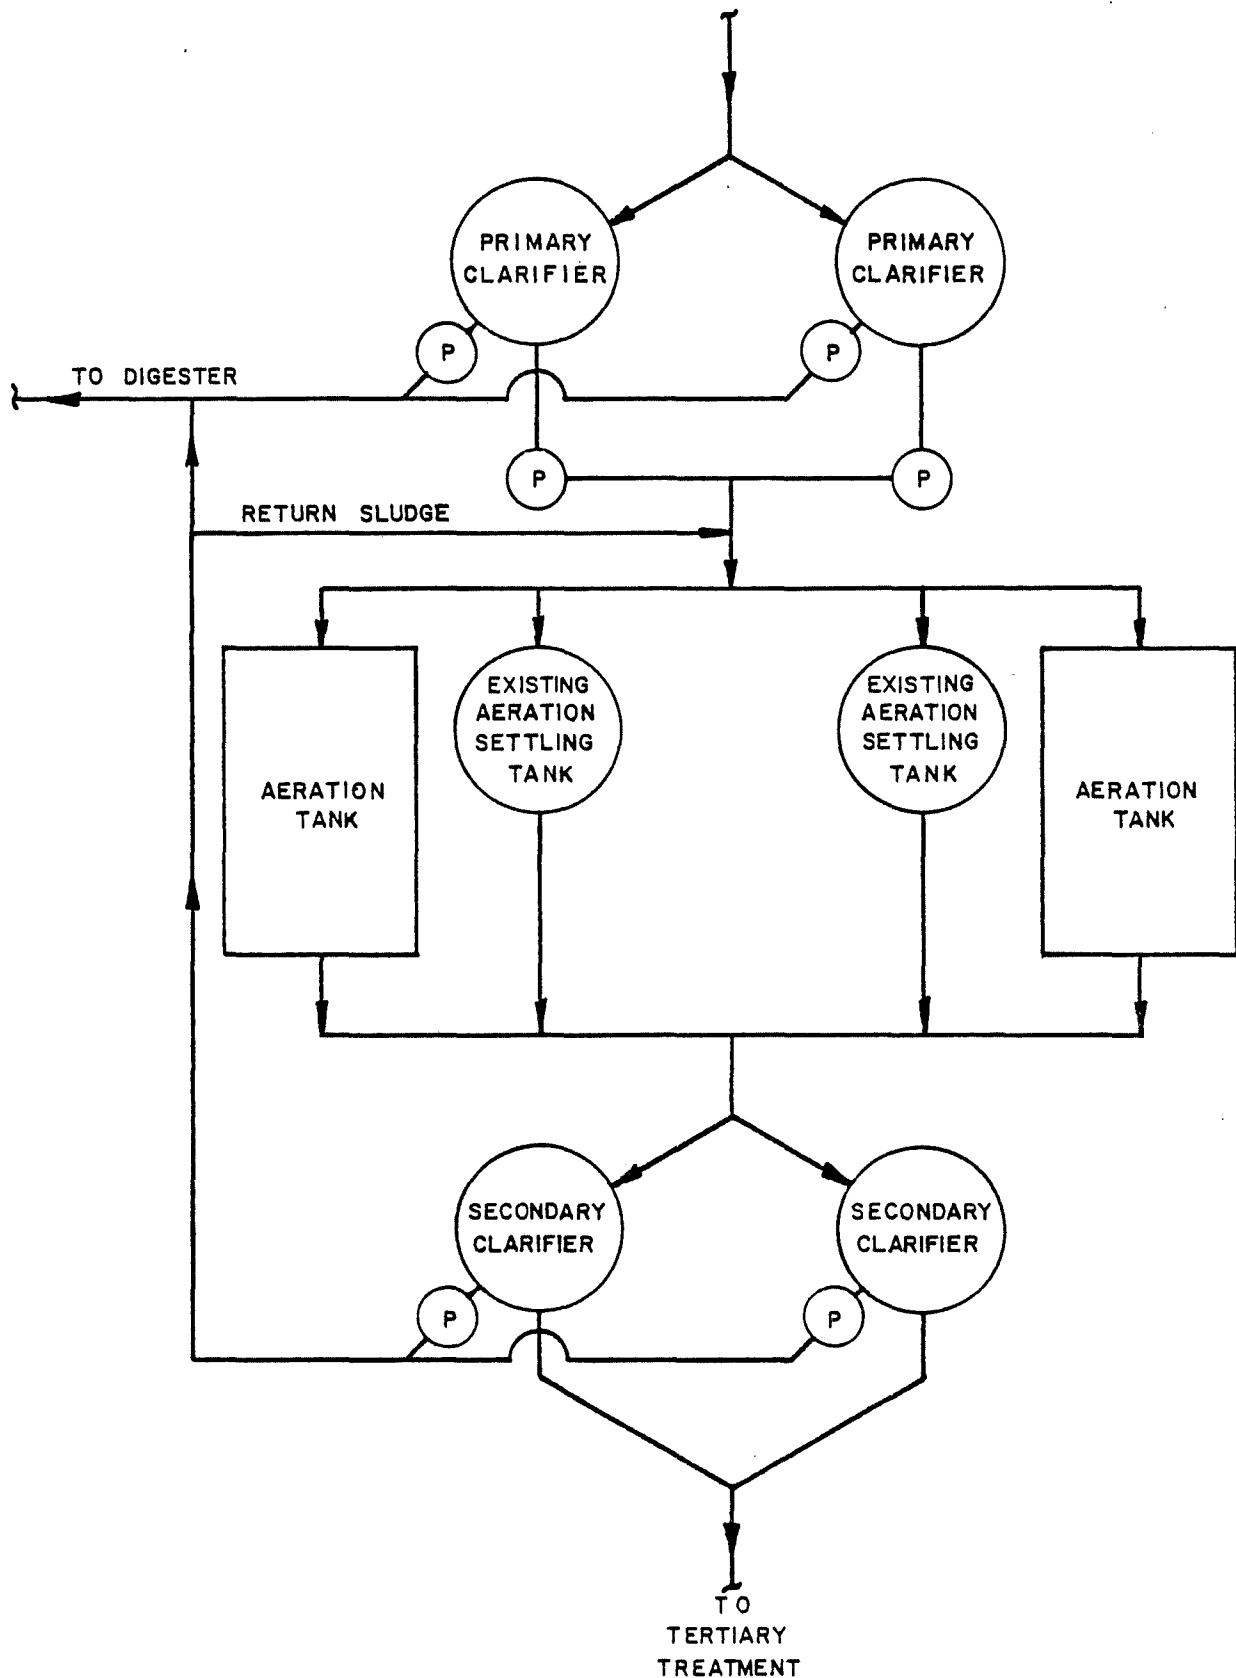 PRIMARY
CLARIFIER
PRIMARY
CLARIFIER
P
P
TO DIGESTER
P
P
RETURN SLUDGE
EXISTING
AERATION
SETTLING
TANK
EXISTING
AERATION
SETTLING
TANK
AERATION
TANK
AERATION
TANK
SECONDARY
CLARIFIER
SECONDARY
CLARIFIER
P
P
TO
TERTIARY
TREATMENT